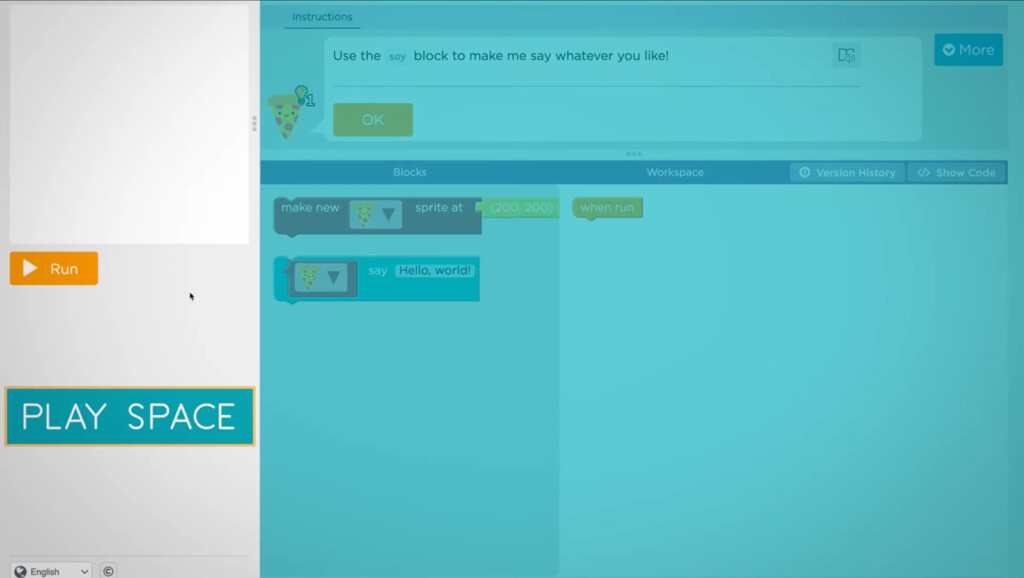 Instructions
Use the say block to make me say whatever you like!
More
1
OK
Blocks
Workspace
Version History
</> Show Code
make new sprite at (200, 200)
when run
say Hello, world!
Run
PLAY SPACE
English
©